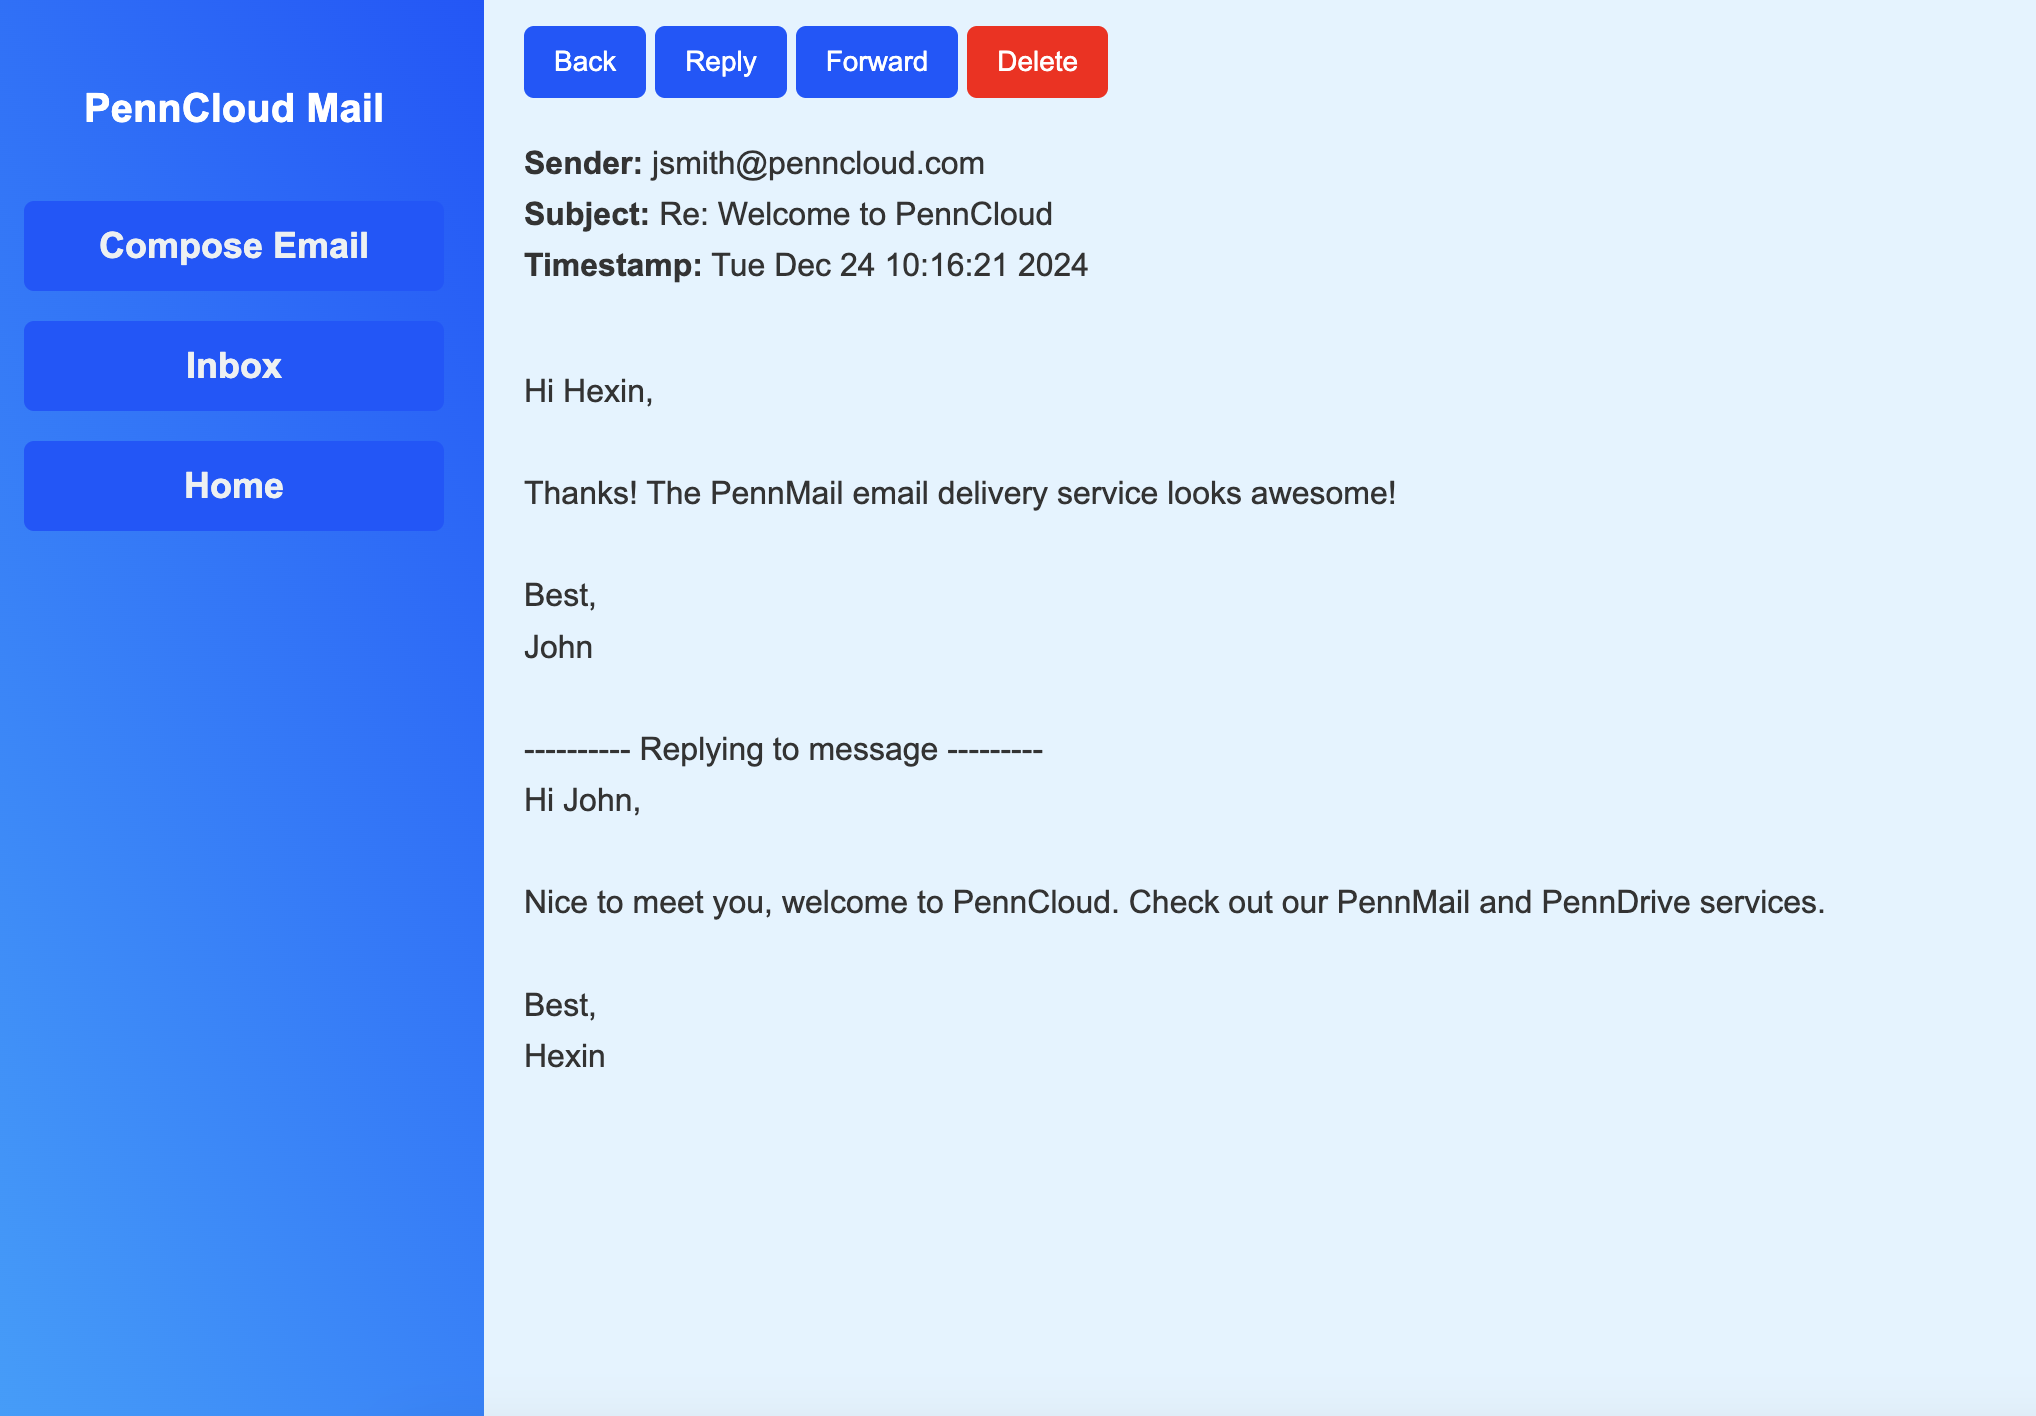 PennCloud Mail
Compose Email
Inbox
Home
Back Reply Forward Delete
Sender: jsmith@penncloud.com
Subject: Re: Welcome to PennCloud
Timestamp: Tue Dec 24 10:16:21 2024
Hi Hexin,
Thanks! The PennMail email delivery service looks awesome!
Best,
John
---------- Replying to message ---------
Hi John,
Nice to meet you, welcome to PennCloud. Check out our PennMail and PennDrive services.
Best,
Hexin